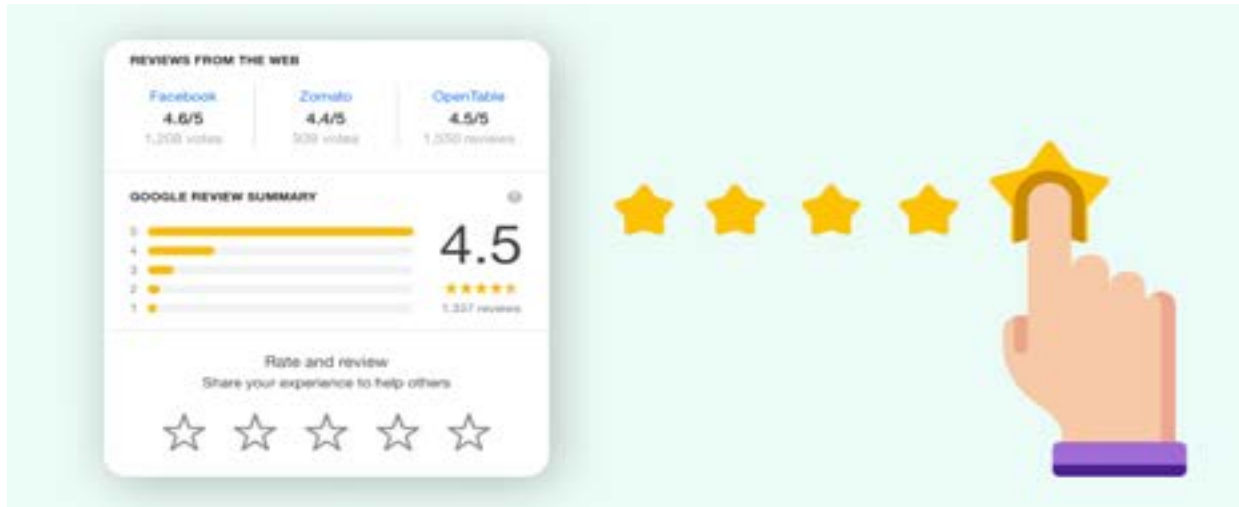 REVIEWS FROM THE WEB
Facebook Zomato OpenTable
4.6/5 4.4/5 4.5/5
1,208 votes 939 votes 1,550 reviews
GOOGLE REVIEW SUMMARY
5
4
3
2
1
4.5
1,337 reviews
Rate and review
Share your experience to help others